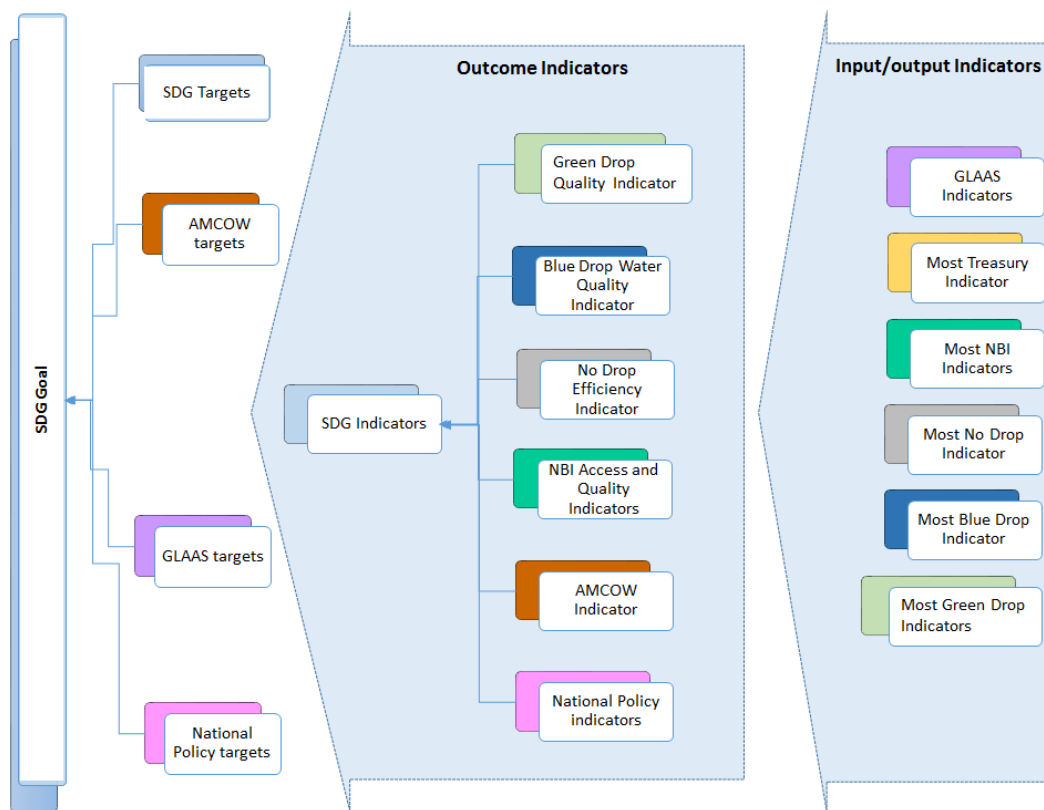 SDG Goal
SDG Targets
AMCOW
targets
GLAAS targets
National
Policy targets
Outcome Indicators
SDG Indicators
Green Drop
Quality Indicator
Blue Drop Water
Quality
Indicator
No Drop
Efficiency
Indicator
NBI Access and
Quality
Indicators
AMCOW
Indicator
National Policy
indicators
Input/output Indicators
GLAAS
Indicators
Most Treasury
Indicator
Most NBI
Indicators
Most No Drop
Indicator
Most Blue Drop
Indicator
Most Green Drop
Indicators